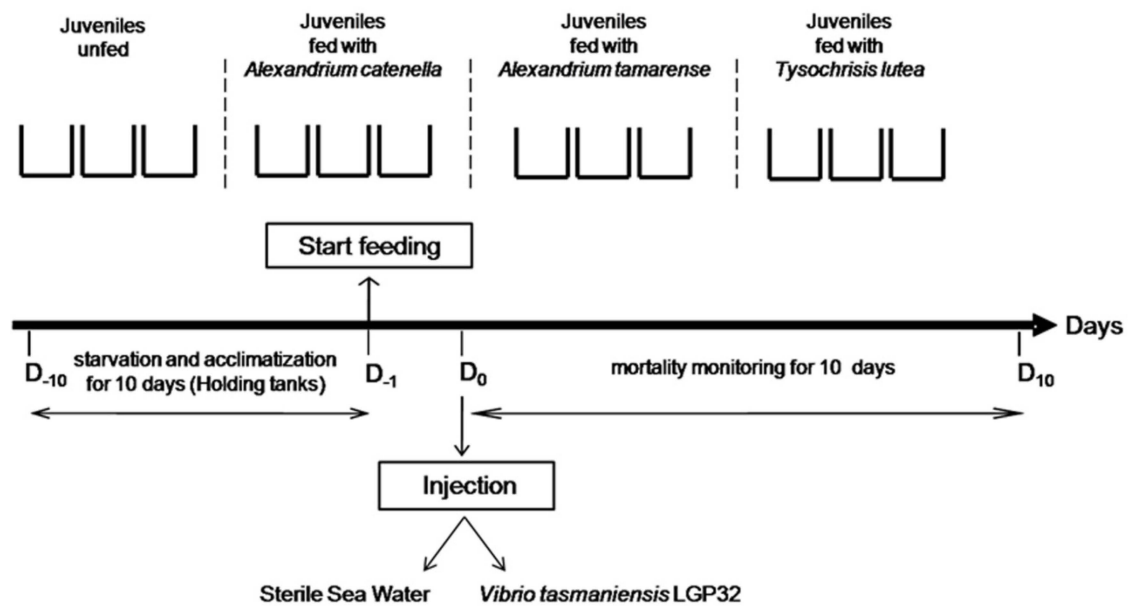 Juveniles
unfed
Juveniles
fed with
Alexandrium catenella
Juveniles
fed with
Alexandrium tamarense
Juveniles
fed with
Tysochrisis lutea
Start feeding
Days
D-10
starvation and acclimatization
for 10 days (Holding tanks)
D-1
D0
mortality monitoring for 10 days
D10
Injection
Sterile Sea Water
Vibrio tasmaniensis LGP32